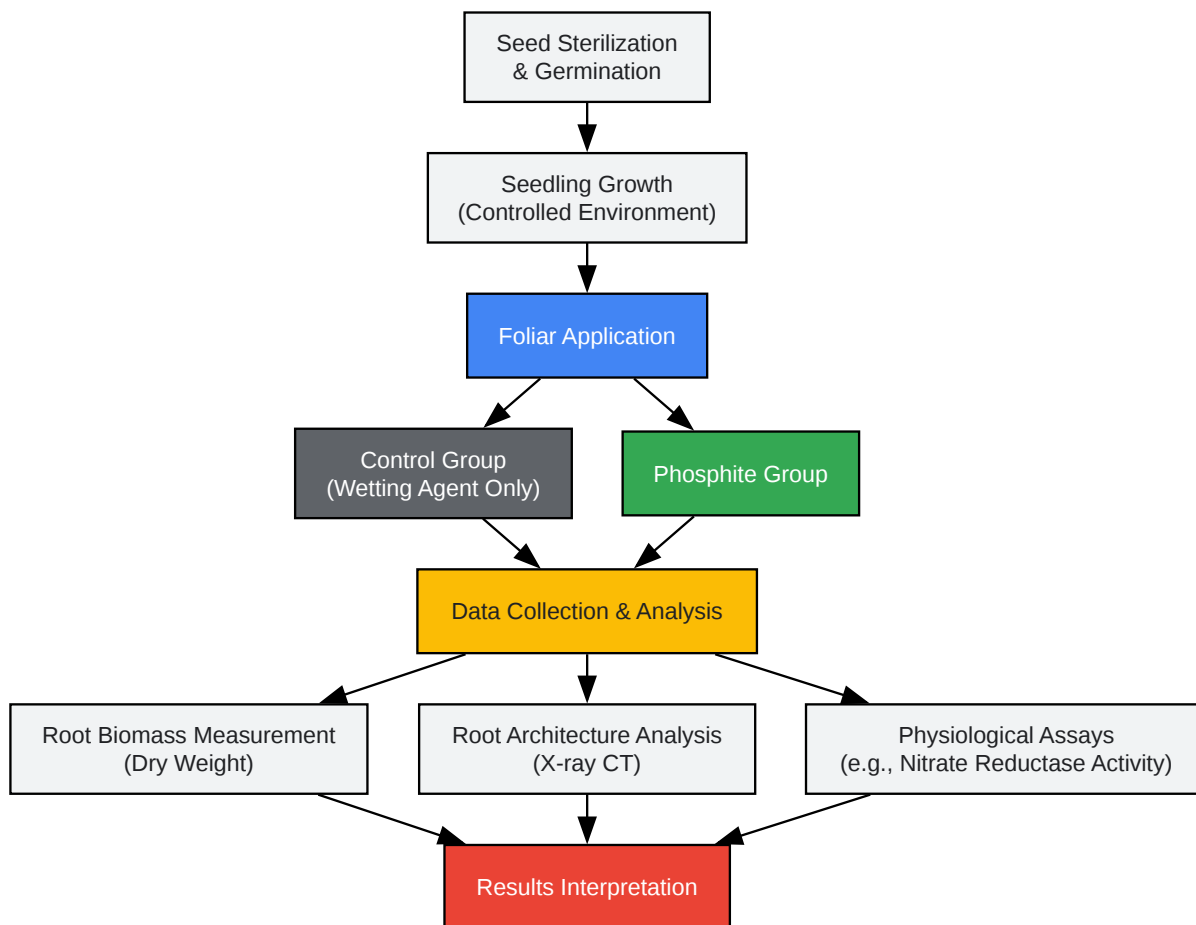 Seed Sterilization
& Germination
Seedling Growth
(Controlled Environment)
Foliar Application
Control Group
(Wetting Agent Only)
Phosphite Group
Data Collection & Analysis
Root Biomass Measurement
(Dry Weight)
Root Architecture Analysis
(X-ray CT)
Physiological Assays
(e.g., Nitrate Reductase Activity)
Results Interpretation